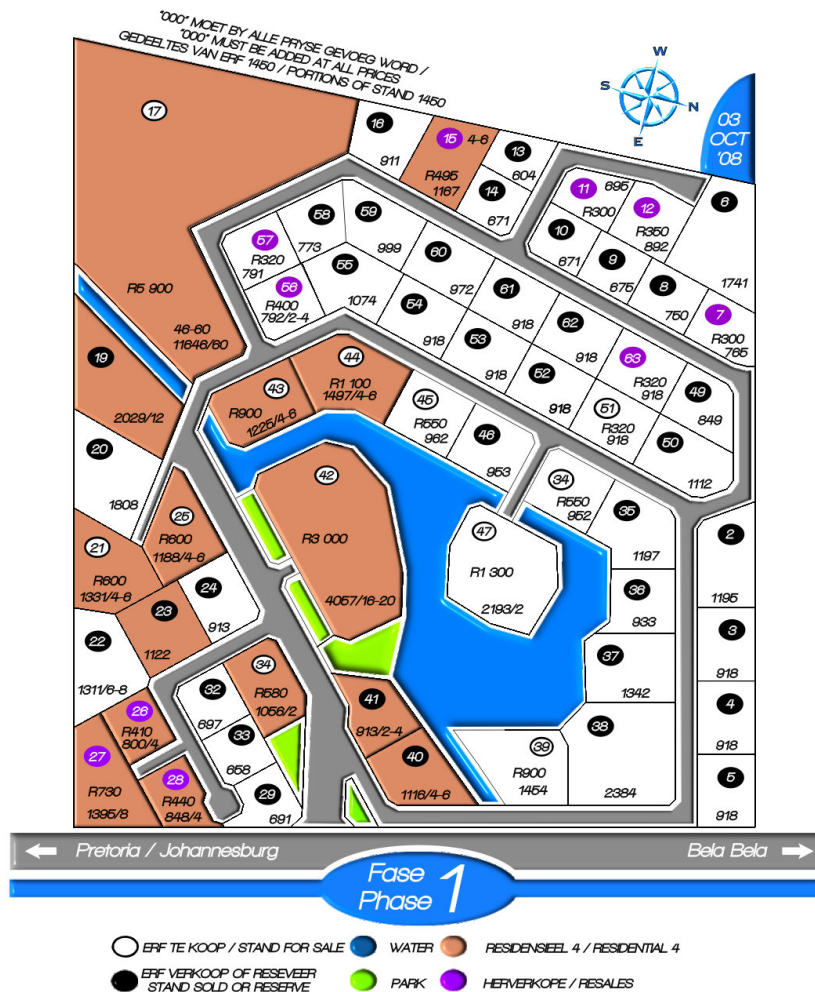 "000" MOET BY ALLE PRYSE GEVOEG WORD /
"000" MUST BE ADDED AT ALL PRICES
GEDEELTES VAN ERF 1450 / PORTIONS OF STAND 1450
W
S
N
E
03
OCT
'08
17
R5 900
46-60
11646/60
16
911
15
4-6
R495
1167
13
604
14
671
11
695
R300
12
R350
892
6
1741
10
671
9
675
8
750
7
R300
765
57
R320
791
58
773
59
999
60
972
61
918
62
918
63
R320
918
49
849
56
R400
792/2-4
55
1074
54
918
53
918
52
918
51
R320
918
50
1112
19
2029/12
43
R900
1225/4-6
44
R1 100
1497/4-6
45
R550
962
46
953
20
1808
42
R3 000
4057/16-20
47
R1 300
2193/2
34
R550
952
35
1197
2
1195
25
R600
1188/4-6
21
R600
1331/4-6
24
913
23
1122
36
933
3
918
22
1311/6-8
34
R580
1056/2
37
1342
32
697
41
913/2-4
4
918
26
R410
800/4
33
658
38
2384
27
R730
1395/8
28
R440
848/4
29
691
40
1116/4-6
39
R900
1454
5
918
Pretoria / Johannesburg
Bela Bela
Fase
Phase 1
ERF TE KOOP / STAND FOR SALE
WATER
RESIDENSIEEL 4 / RESIDENTIAL 4
ERF VERKOOP OF RESEVEER
STAND SOLD OR RESERVE
PARK
HERVERKOPE / RESALES